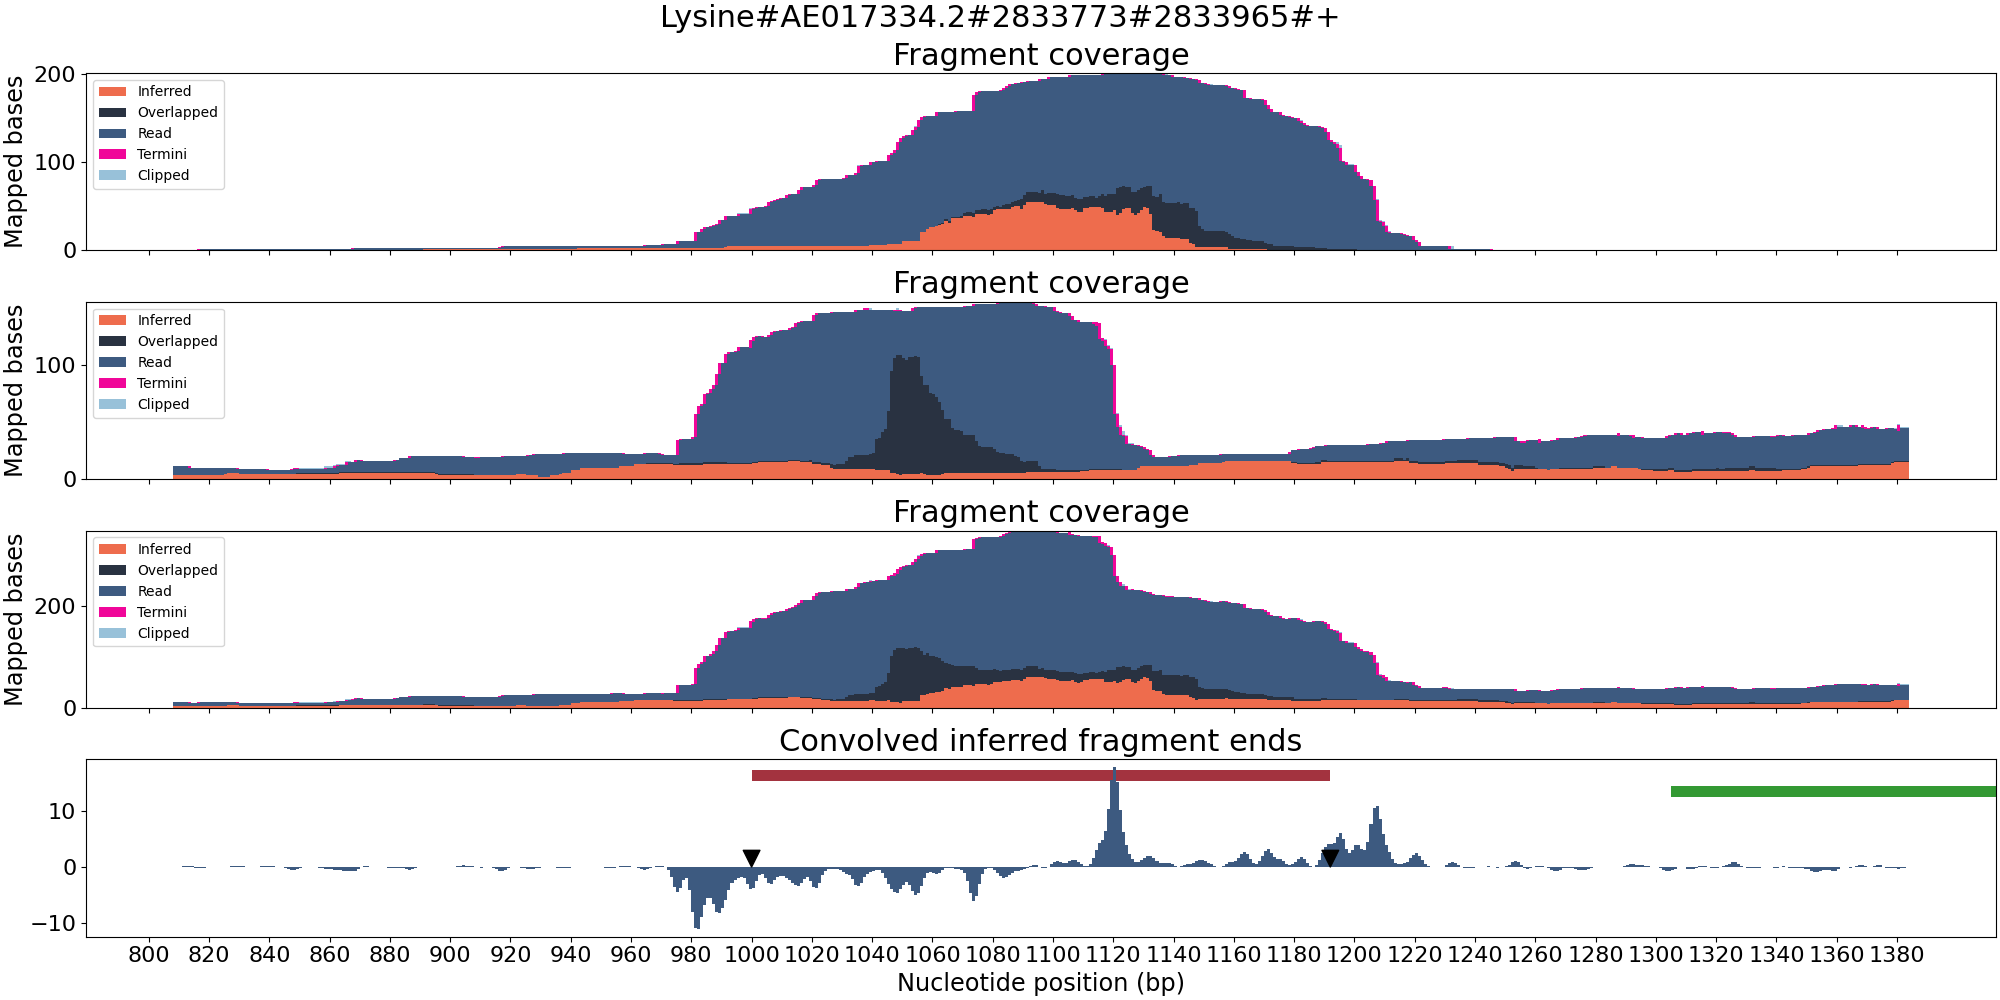 Lysine#AE017334.2#2833773#2833965#+
Fragment coverage
Mapped bases
200
100
0
Inferred
Overlapped
Read
Termini
Clipped
Fragment coverage
Mapped bases
100
0
Inferred
Overlapped
Read
Termini
Clipped
Fragment coverage
Mapped bases
200
0
Inferred
Overlapped
Read
Termini
Clipped
Convolved inferred fragment ends
10
0
−10
800 820 840 860 880 900 920 940 960 980 1000 1020 1040 1060 1080 1100 1120 1140 1160 1180 1200 1220 1240 1260 1280 1300 1320 1340 1360 1380
Nucleotide position (bp)